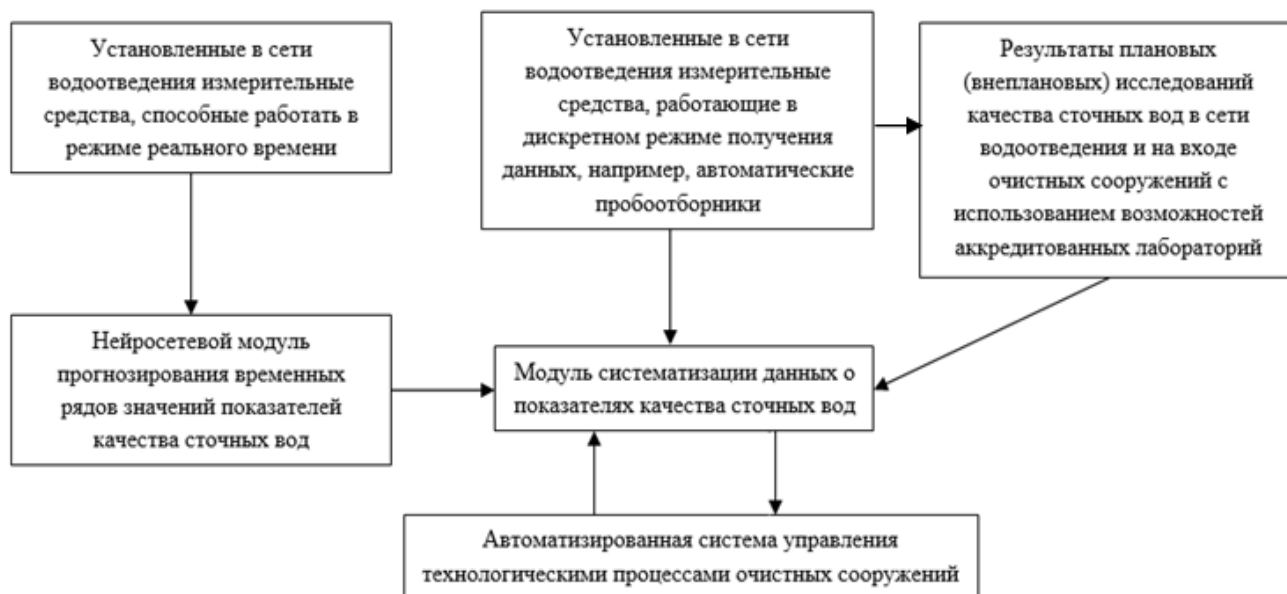 Установленные в сети
водоотведения измерительные
средства, способные работать в
режиме реального времени
Установленные в сети
водоотведения измерительные
средства, работающие в
дискретном режиме получения
данных, например, автоматические
пробоотборники
Результаты плановых
(внеплановых) исследований
качества сточных вод в сети
водоотведения и на входе
очистных сооружений с
использованием возможностей
аккредитованных лабораторий
Нейросетевой модуль
прогнозирования временных
рядов значений показателей
качества сточных вод
Модуль систематизации данных о
показателях качества сточных вод
Автоматизированная система управления
технологическими процессами очистных сооружений